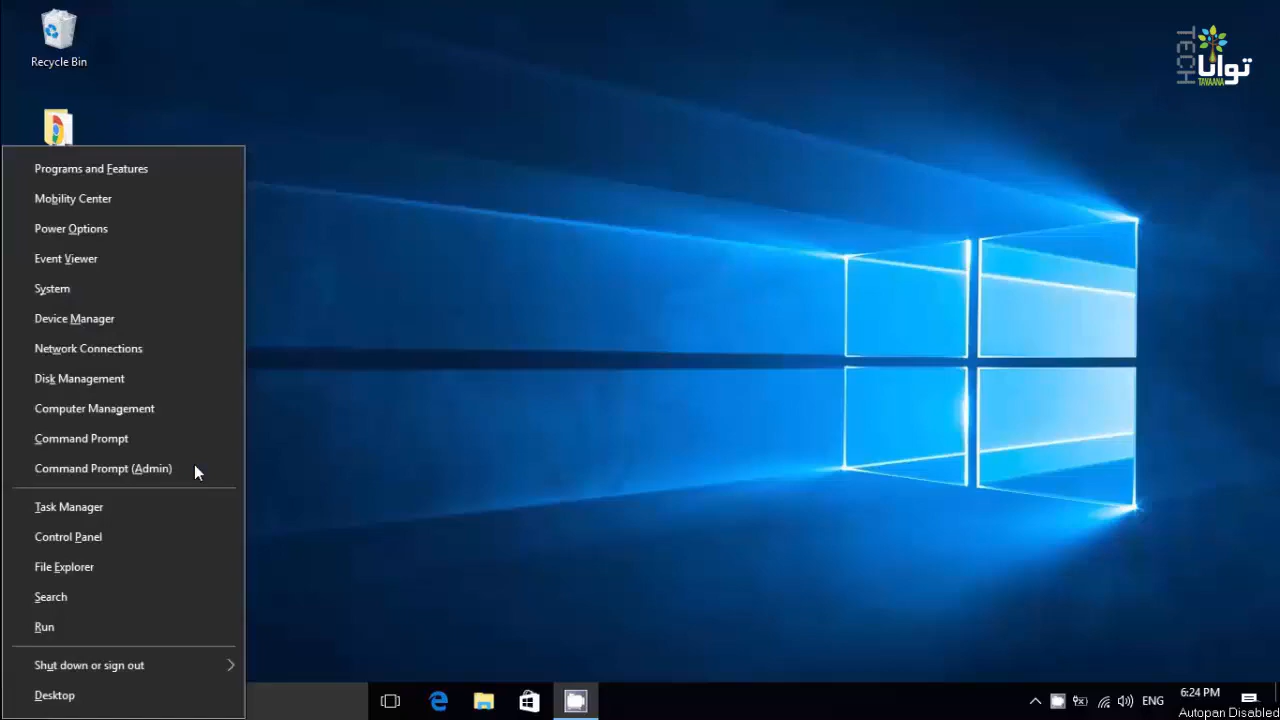 Recycle Bin
TECH
توانا
TAVAANA
Programs and Features
Mobility Center
Power Options
Event Viewer
System
Device Manager
Network Connections
Disk Management
Computer Management
Command Prompt
Command Prompt (Admin)
Task Manager
Control Panel
File Explorer
Search
Run
Shut down or sign out
Desktop
ENG
6:24 PM
Autopan Disabled